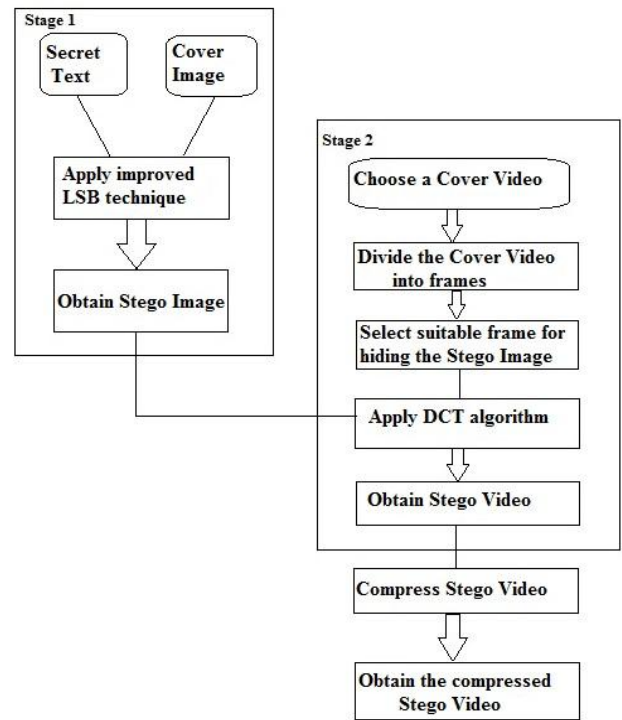 Stage 1
Secret
Text
Cover
Image
Apply improved
LSB technique
Obtain Stego Image
Stage 2
Choose a Cover Video
Divide the Cover Video
into frames
Select suitable frame for
hiding the Stego Image
Apply DCT algorithm
Obtain Stego Video
Compress Stego Video
Obtain the compressed
Stego Video